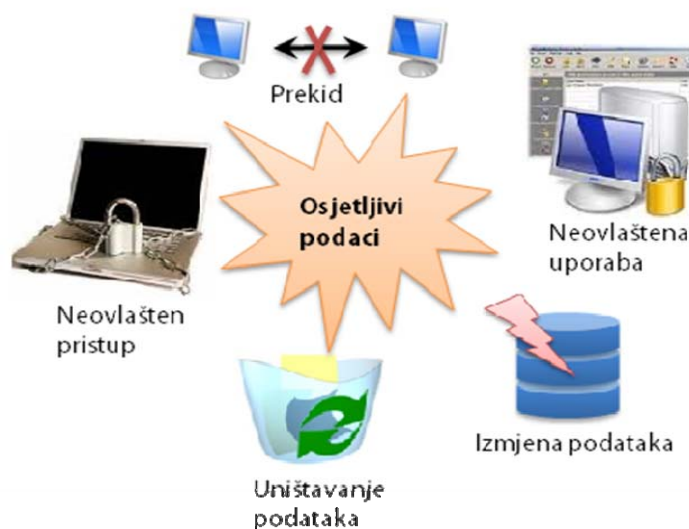 Prekid
Osjetljivi
podaci
Neovlaštena
uporaba
Neovlašten
pristup
Izmjena podataka
Uništavanje
podataka